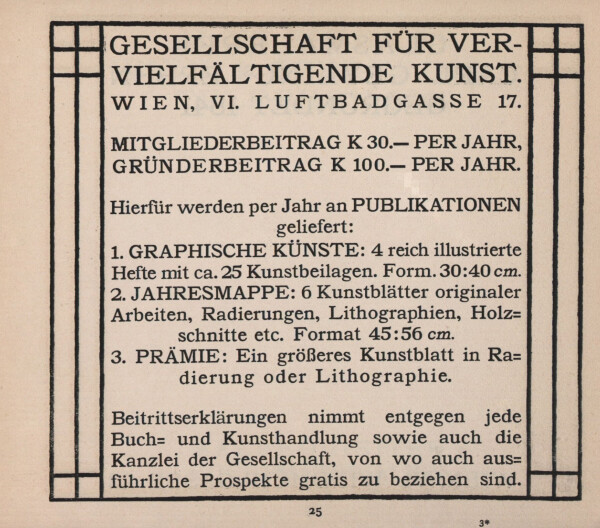 GESELLSCHAFT FÜR VER-
VIELFÄLTIGENDE KUNST.
WIEN, VI. LUFTBADGASSE 17.
MITGLIEDERBEITRAG K 30.— PER JAHR,
GRÜNDERBEITRAG K 100.— PER JAHR.
Hierfür werden per Jahr an PUBLIKATIONEN
geliefert:
1. GRAPHISCHE KÜNSTE: 4 reich illustrierte
Hefte mit ca. 25 Kunstbeilagen. Form. 30:40 cm.
2. JAHRESMAPPE: 6 Kunstblätter originaler
Arbeiten, Radierungen, Lithographien, Holz=
schnitte etc. Format 45:56 cm.
3. PRÄMIE: Ein größeres Kunstblatt in Ra=
dierung oder Lithographie.
Beitrittserklärungen nimmt entgegen jede
Buch= und Kunsthandlung sowie auch die
Kanzlei der Gesellschaft, von wo auch aus=
führliche Prospekte gratis zu beziehen sind.
25
3*